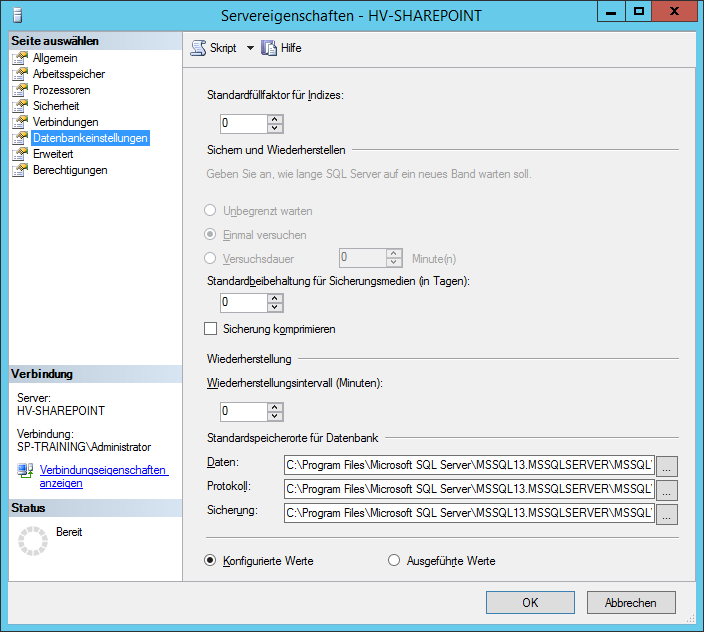 Servereigenschaften - HV-SHAREPOINT
Seite auswählen
Allgemein
Arbeitsspeicher
Prozessoren
Sicherheit
Verbindungen
Datenbankeinstellungen
Erweitert
Berechtigungen
Verbindung
Server:
HV-SHAREPOINT
Verbindung:
SP-TRAINING\Administrator
Verbindungseigenschaften
anzeigen
Status
Bereit
Skript Hilfe
Standardfüllfaktor für Indizes:
0
Sichern und Wiederherstellen
Geben Sie an, wie lange SQL Server auf ein neues Band warten soll.
Unbegrenzt warten
Einmal versuchen
Versuchsdauer 0 Minute(n)
Standardbeibehaltung für Sicherungsmedien (in Tagen):
0
Sicherung komprimieren
Wiederherstellung
Wiederherstellungsintervall (Minuten):
0
Standardspeicherorte für Datenbank
Daten: C:\Program Files\Microsoft SQL Server\MSSQL13.MSSQLSERVER\MSSQL\ ...
Protokoll: C:\Program Files\Microsoft SQL Server\MSSQL13.MSSQLSERVER\MSSQL\ ...
Sicherung: C:\Program Files\Microsoft SQL Server\MSSQL13.MSSQLSERVER\MSSQL\ ...
Konfigurierte Werte Ausgeführte Werte
OK Abbrechen